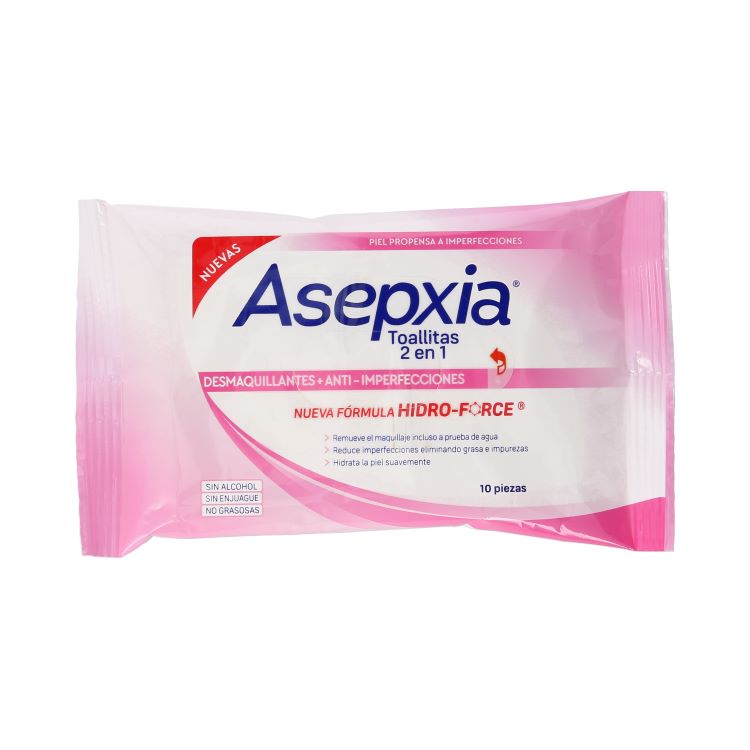 NUEVAS
PIEL PROPENSA A IMPERFECCIONES
Asepxia®
Toallitas
2 en 1
DESMAQUILLANTES + ANTI - IMPERFECCIONES
NUEVA FÓRMULA HIDRO-FORCE ®
> Remueve el maquillaje incluso a prueba de agua
> Reduce imperfecciones eliminando grasa e impurezas
> Hidrata la piel suavemente
SIN ALCOHOL
SIN ENJUAGUE
NO GRASOSAS
10 piezas